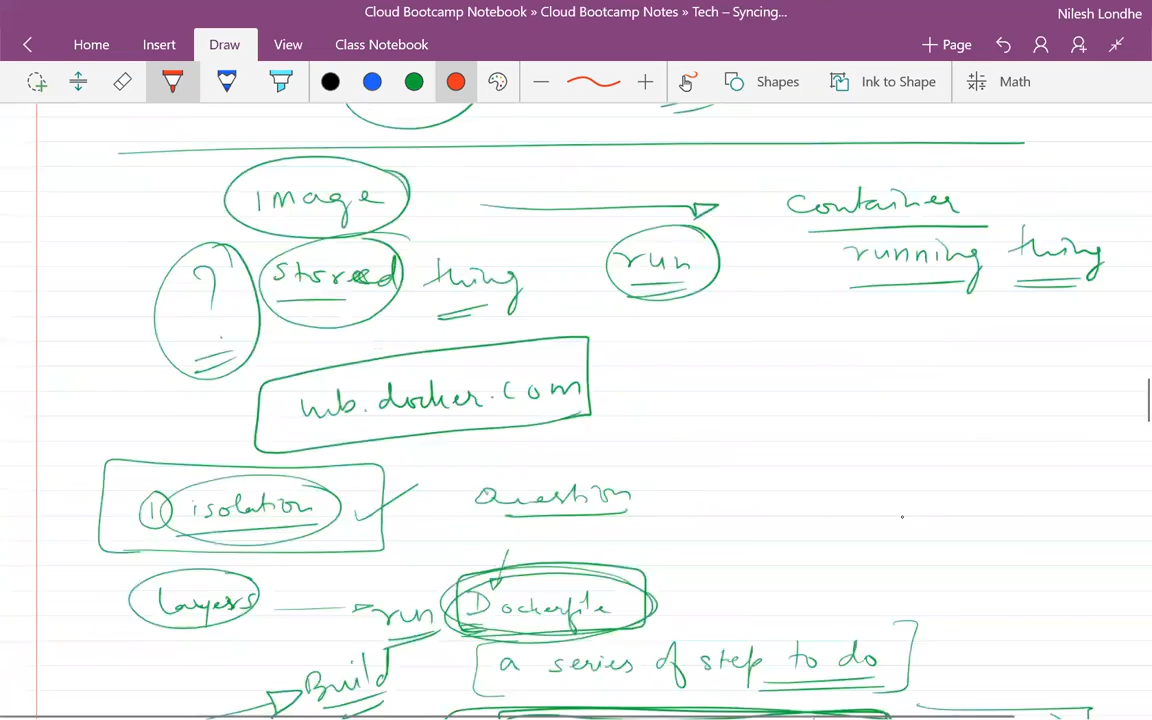 Cloud Bootcamp Notebook » Cloud Bootcamp Notes » Tech – Syncing...
Nilesh Londhe
Home Insert Draw View Class Notebook Page
Shapes Ink to Shape Math
image container
? stored thing run running thing
hub.docker.com
1 isolation Question
layers run Dockerfile
a series of step to do
Build